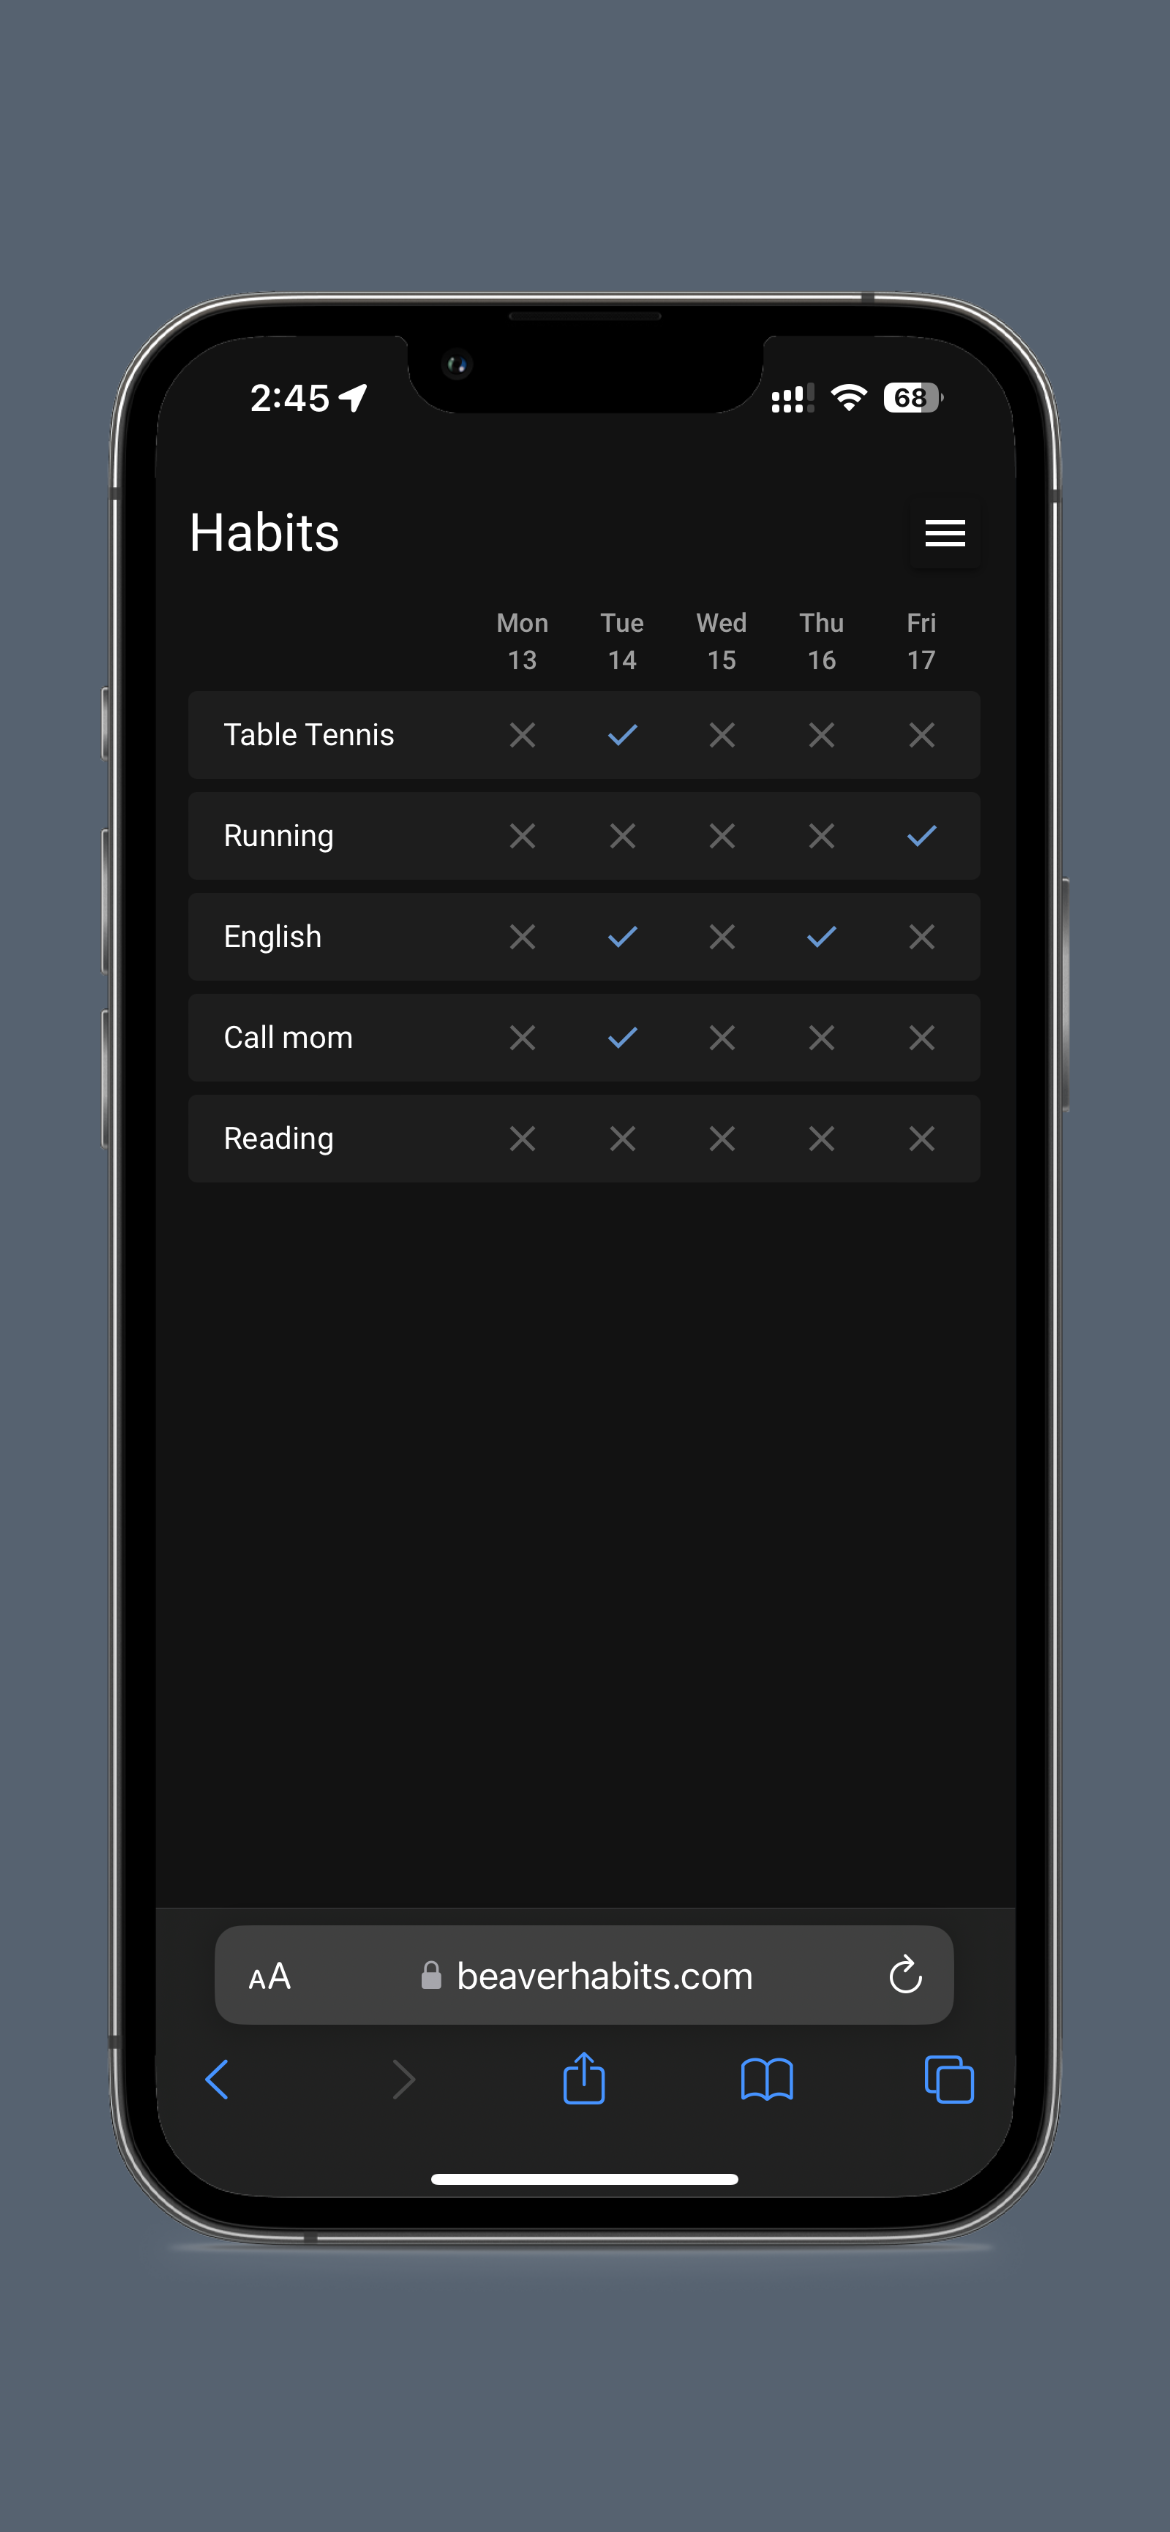 2:45
68
Habits
Mon Tue Wed Thu Fri
13 14 15 16 17
Table Tennis
Running
English
Call mom
Reading
AA beaverhabits.com